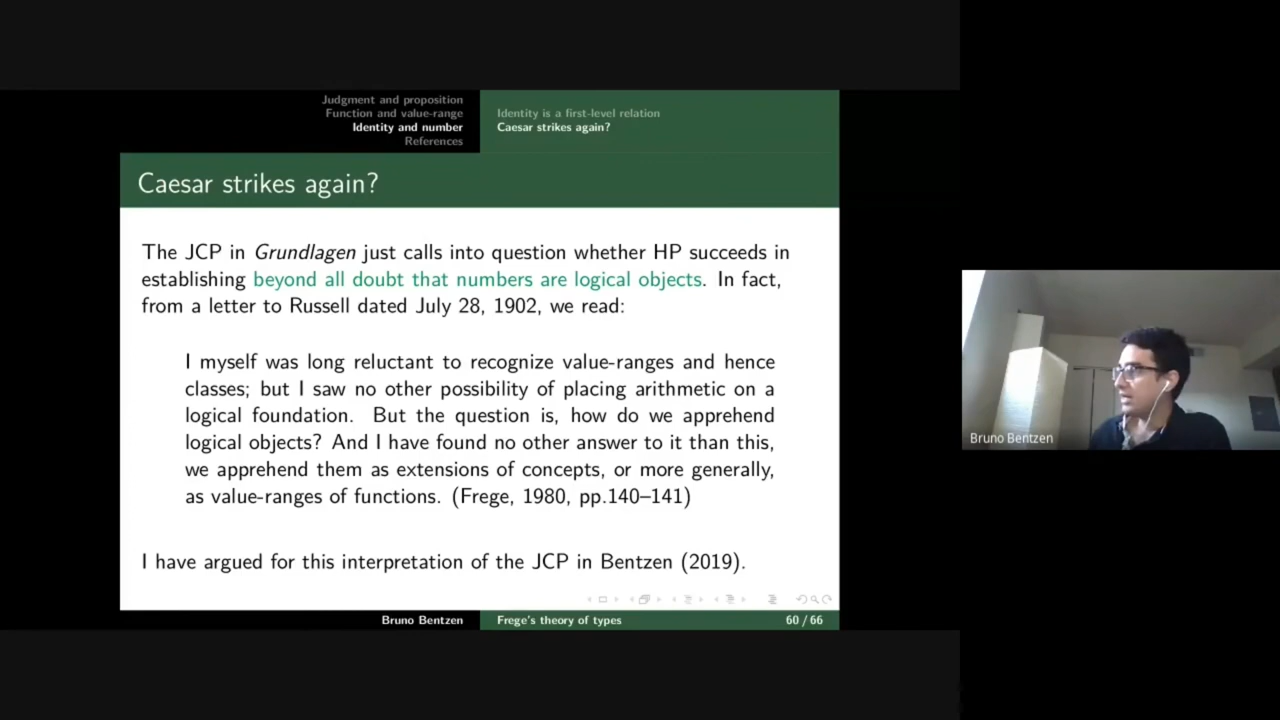 Judgment and proposition
Function and value-range
Identity and number
References
Identity is a first-level relation
Caesar strikes again?
Caesar strikes again?
The JCP in Grundlagen just calls into question whether HP succeeds in
establishing beyond all doubt that numbers are logical objects. In fact,
from a letter to Russell dated July 28, 1902, we read:
I myself was long reluctant to recognize value-ranges and hence
classes; but I saw no other possibility of placing arithmetic on a
logical foundation. But the question is, how do we apprehend
logical objects? And I have found no other answer to it than this,
we apprehend them as extensions of concepts, or more generally,
as value-ranges of functions. (Frege, 1980, pp.140–141)
I have argued for this interpretation of the JCP in Bentzen (2019).
Bruno Bentzen
Frege's theory of types
60 / 66
Bruno Bentzen